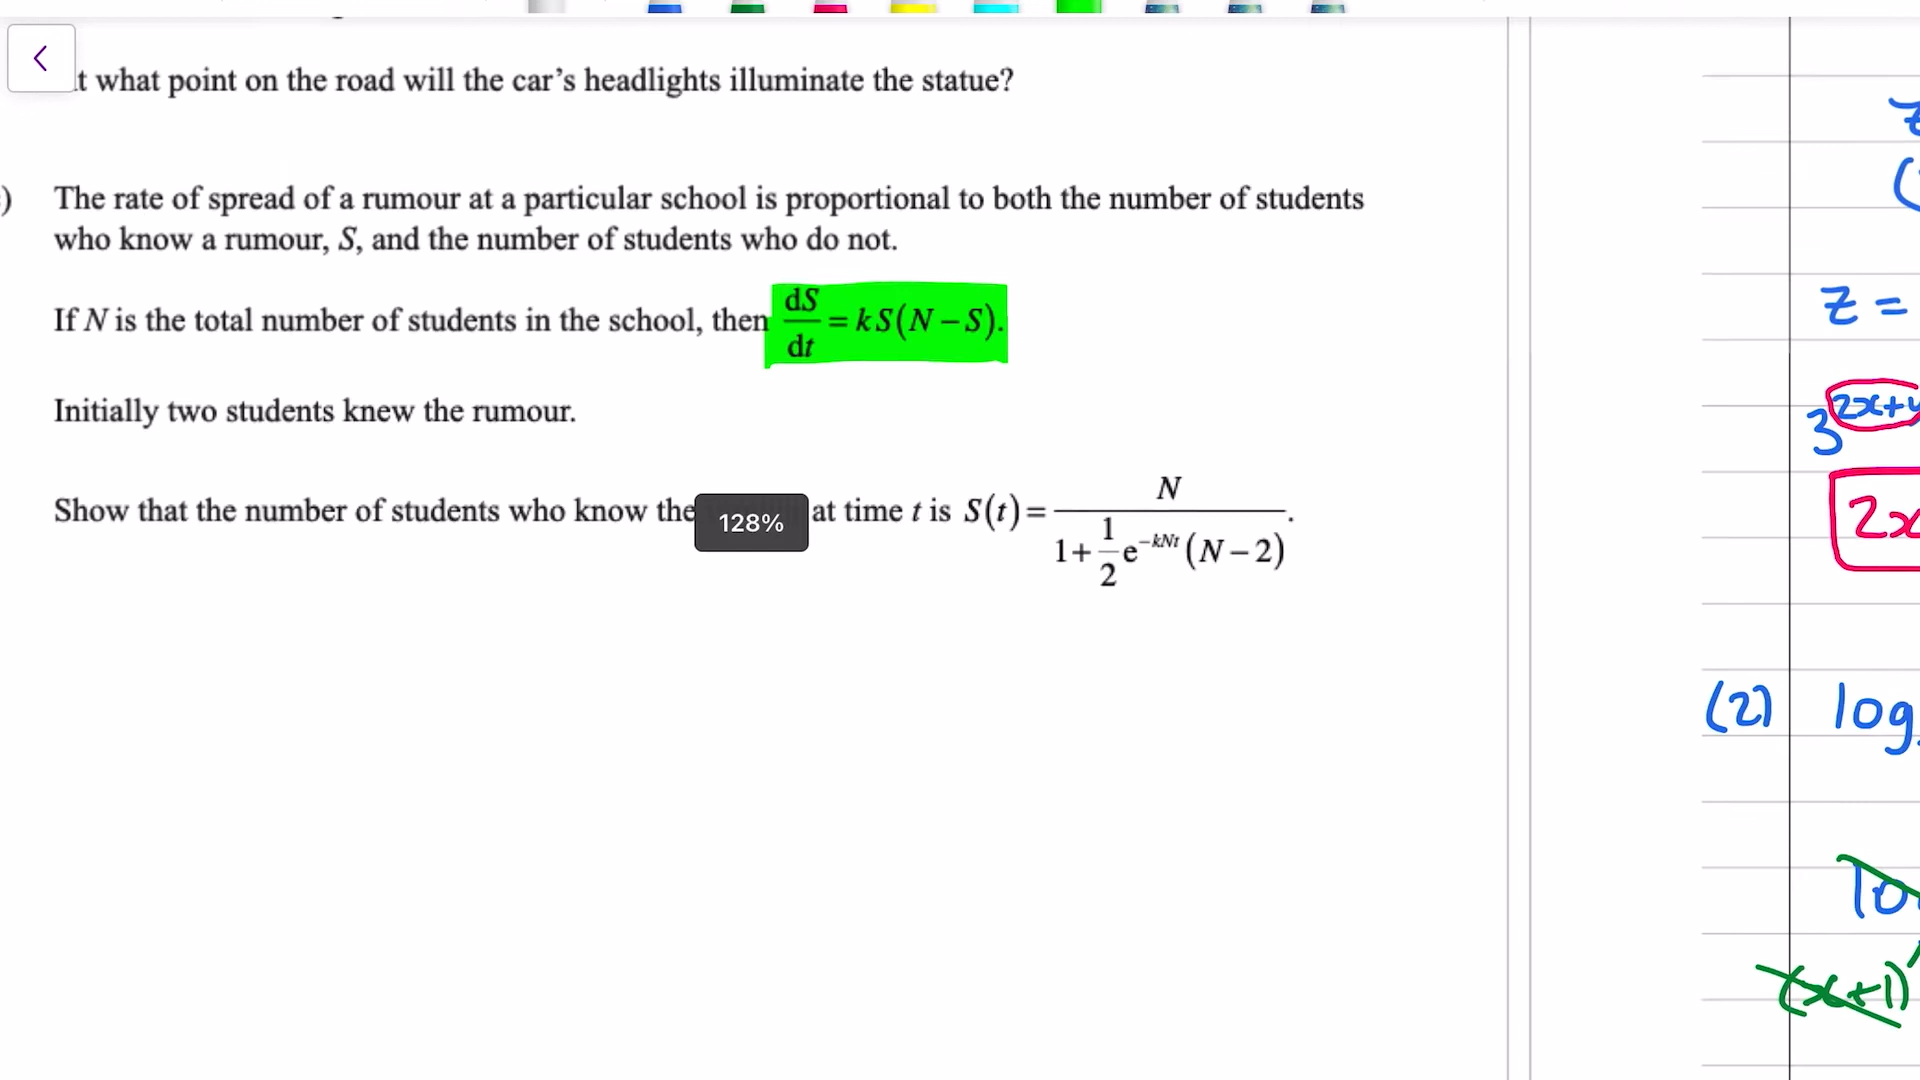 t what point on the road will the car's headlights illuminate the statue?
) The rate of spread of a rumour at a particular school is proportional to both the number of students
who know a rumour, S, and the number of students who do not.
If N is the total number of students in the school, then dS/dt = kS(N – S).
Initially two students knew the rumour.
Show that the number of students who know the at time t is S(t) = N/(1+1/2 e^(–kNt) (N – 2)).
128%
z
(
z =
3^(2x+
2x
(2) log
(x+1)